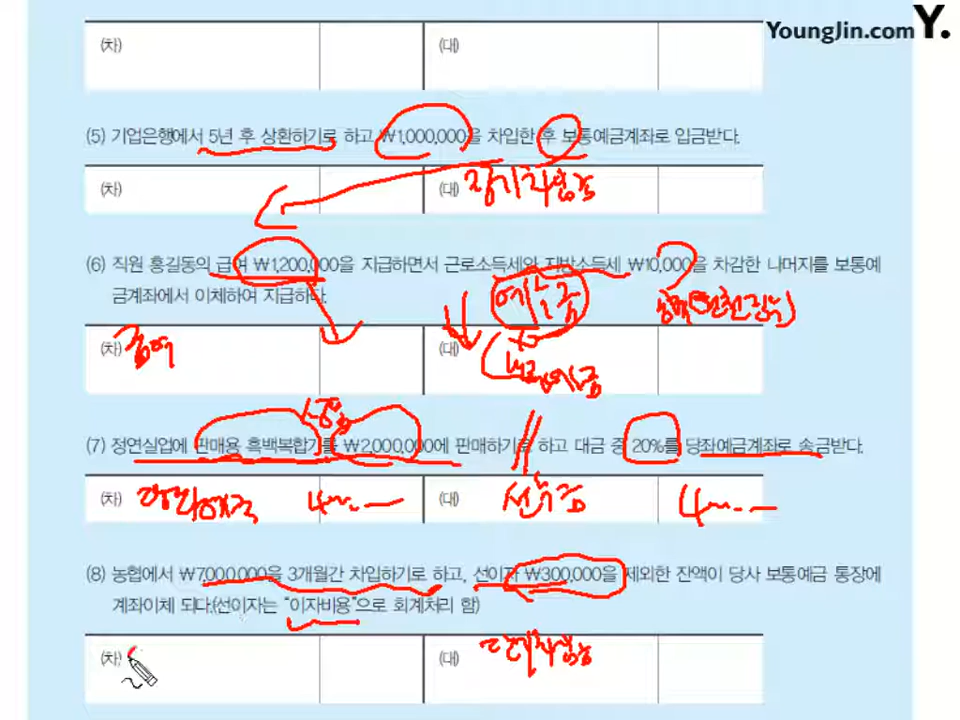 YoungJin.com Y.
(차) (대)
(5) 기업은행에서 5년 후 상환하기로 하고 ₩1,000,000을 차입한 후 보통예금계좌로 입금받다.
(차) (대) 장기차입금
(6) 직원 홍길동의 급여 ₩1,200,000을 지급하면서 근로소득세와 지방소득세 ₩10,000을 차감한 나머지를 보통예
금계좌에서 이체하여 지급하다.
예수금
(차) 급여 (대) 보통예금
상품
(7) 정연실업에 판매용 흑백복합기를 ₩2,000,000에 판매하기로 하고 대금 중 20%를 당좌예금계좌로 송금받다.
(차) 당좌예금 4 (대) 선수금 4
(8) 농협에서 ₩7,000,000을 3개월간 차입하기로 하고, 선이자 ₩300,000을 제외한 잔액이 당사 보통예금 통장에
계좌이체 되다.(선이자는 "이자비용"으로 회계처리 함)
(차) (대) 단기차입금